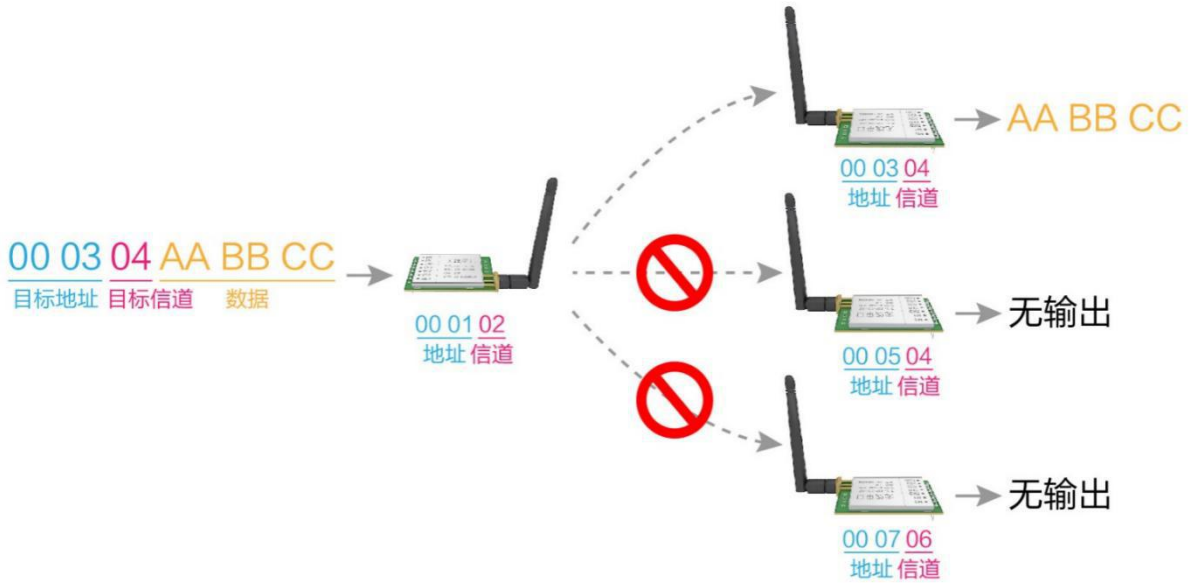 00 03 04 AA BB CC
目标地址 目标信道 数据
00 01 02
地址 信道
AA BB CC
00 03 04
地址 信道
无输出
00 05 04
地址 信道
无输出
00 07 06
地址 信道